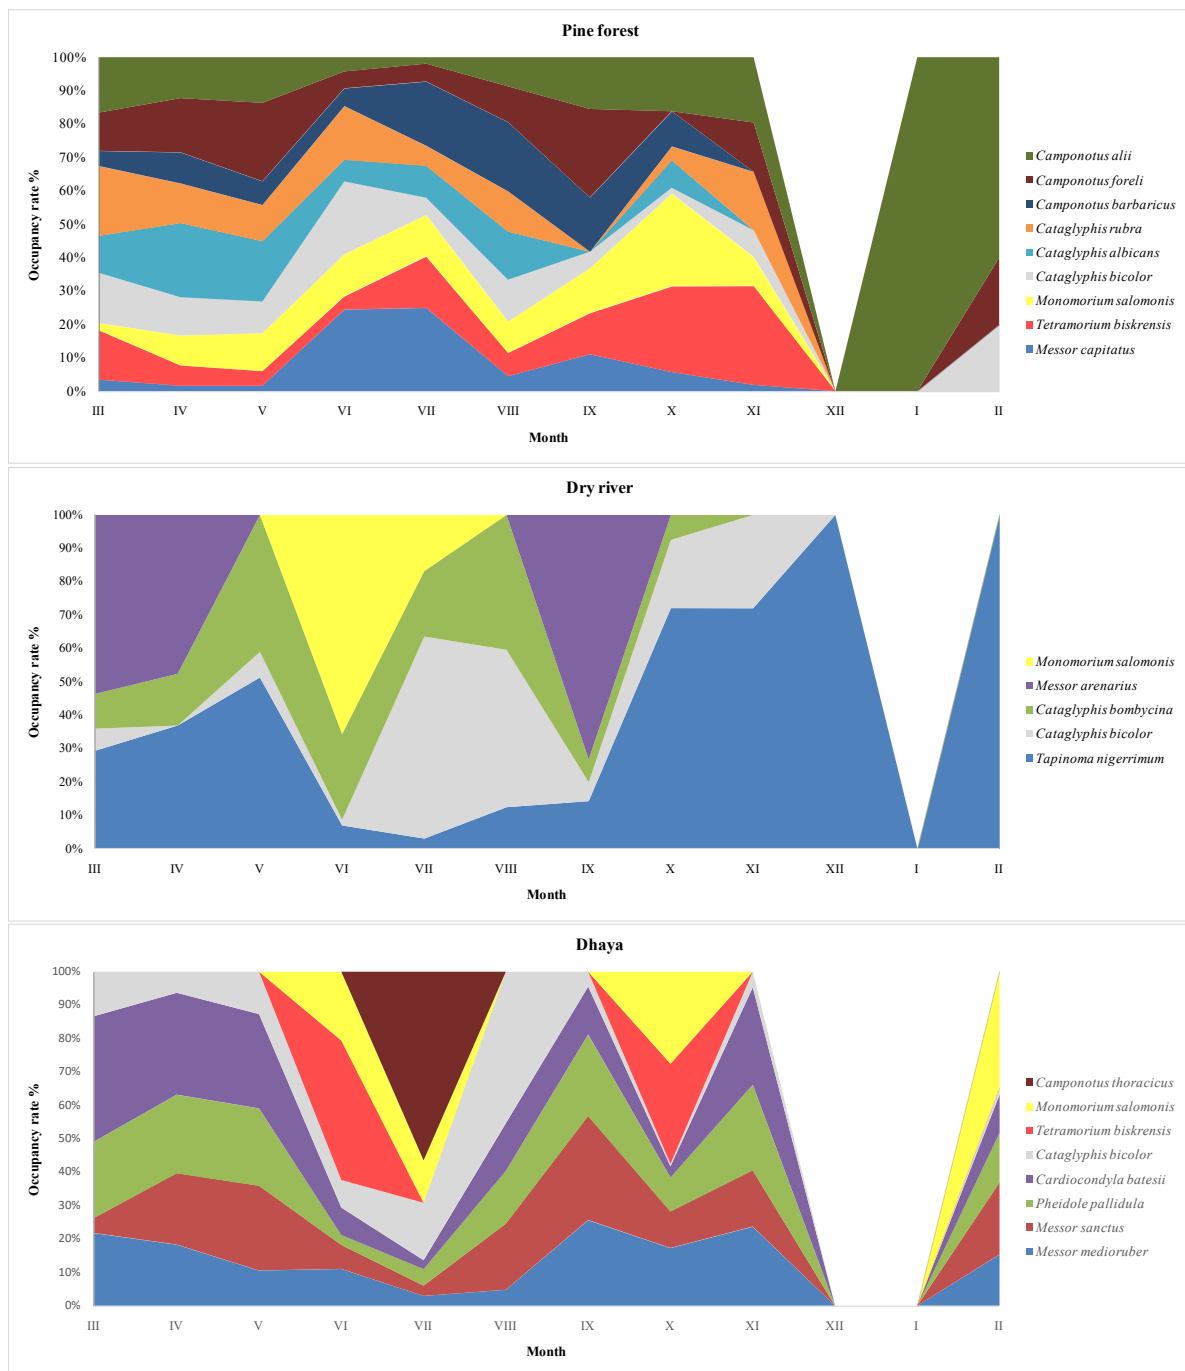 Pine forest
100%
90%
80%
70%
60%
50%
40%
30%
20%
10%
0%
Occupancy rate %
III IV V VI VII VIII IX X XI XII I II
Month
Camponotus alii
Camponotus foreli
Camponotus barbaricus
Cataglyphis rubra
Cataglyphis albicans
Cataglyphis bicolor
Monomorium salomonis
Tetramorium biskrensis
Messor capitatus
Dry river
100%
90%
80%
70%
60%
50%
40%
30%
20%
10%
0%
Occupancy rate %
III IV V VI VII VIII IX X XI XII I II
Month
Monomorium salomonis
Messor arenarius
Cataglyphis bombycina
Cataglyphis bicolor
Tapinoma nigerrimum
Dhaya
100%
90%
80%
70%
60%
50%
40%
30%
20%
10%
0%
Occupancy rate %
III IV V VI VII VIII IX X XI XII I II
Month
Camponotus thoracicus
Monomorium salomonis
Tetramorium biskrensis
Cataglyphis bicolor
Cardiocondyla batesii
Pheidole pallidula
Messor sanctus
Messor medioruber